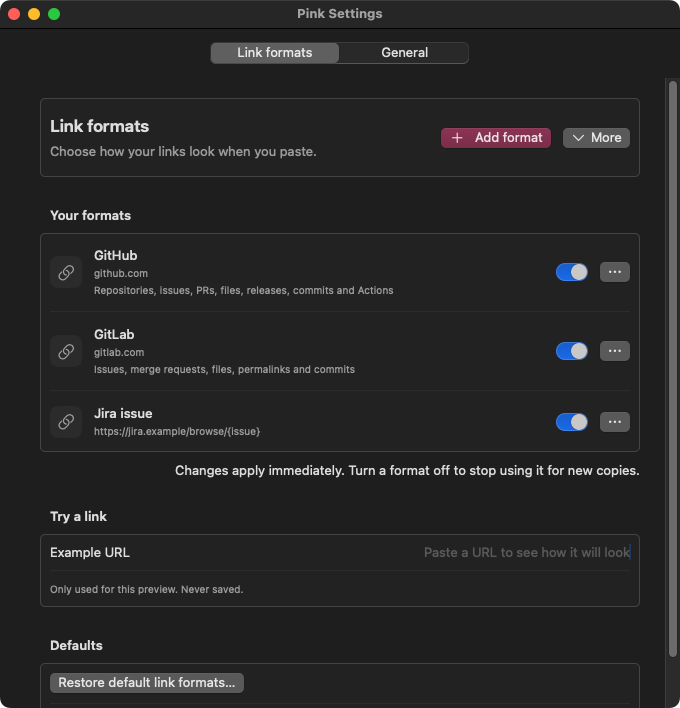 Pink Settings
Link formats
General
Link formats
Choose how your links look when you paste.
Add format
More
Your formats
GitHub
github.com
Repositories, issues, PRs, files, releases, commits and Actions
GitLab
gitlab.com
Issues, merge requests, files, permalinks and commits
Jira issue
https://jira.example/browse/{issue}
Changes apply immediately. Turn a format off to stop using it for new copies.
Try a link
Example URL
Paste a URL to see how it will look
Only used for this preview. Never saved.
Defaults
Restore default link formats...